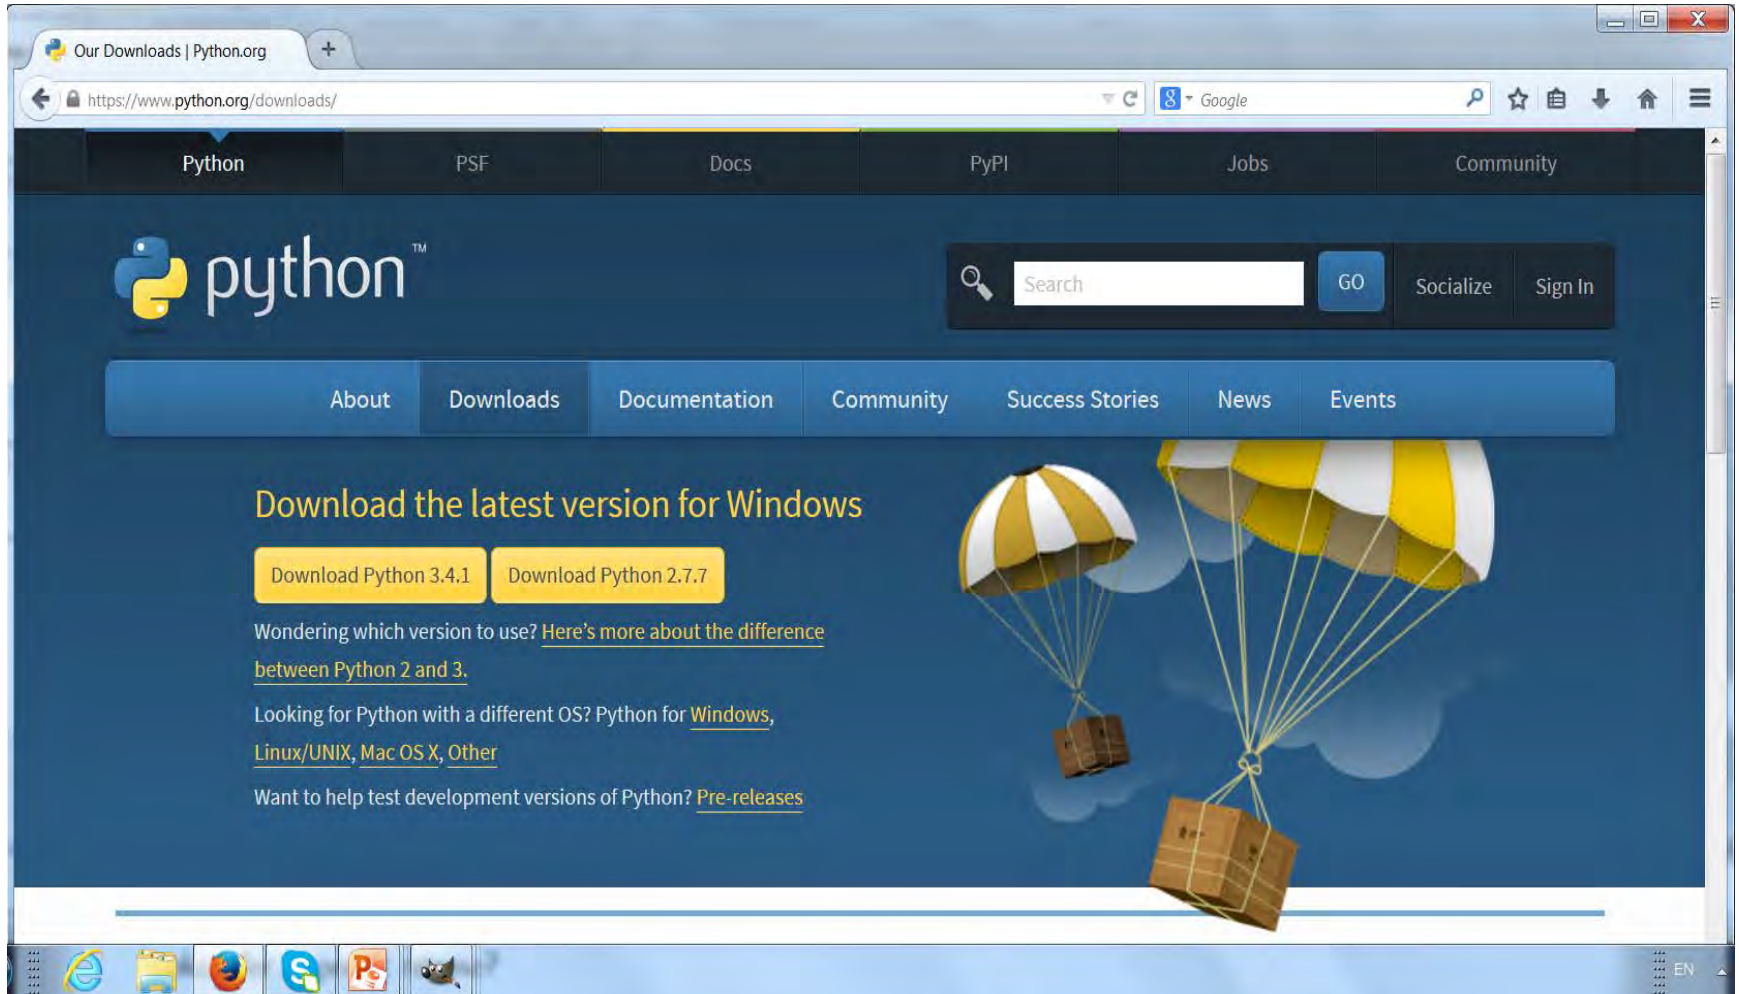 Our Downloads | Python.org
https://www.python.org/downloads/
Google
Python PSF Docs PyPI Jobs Community
python™
Search GO Socialize Sign In
About Downloads Documentation Community Success Stories News Events
Download the latest version for Windows
Download Python 3.4.1 Download Python 2.7.7
Wondering which version to use? Here's more about the difference
between Python 2 and 3.
Looking for Python with a different OS? Python for Windows,
Linux/UNIX, Mac OS X, Other
Want to help test development versions of Python? Pre-releases
EN